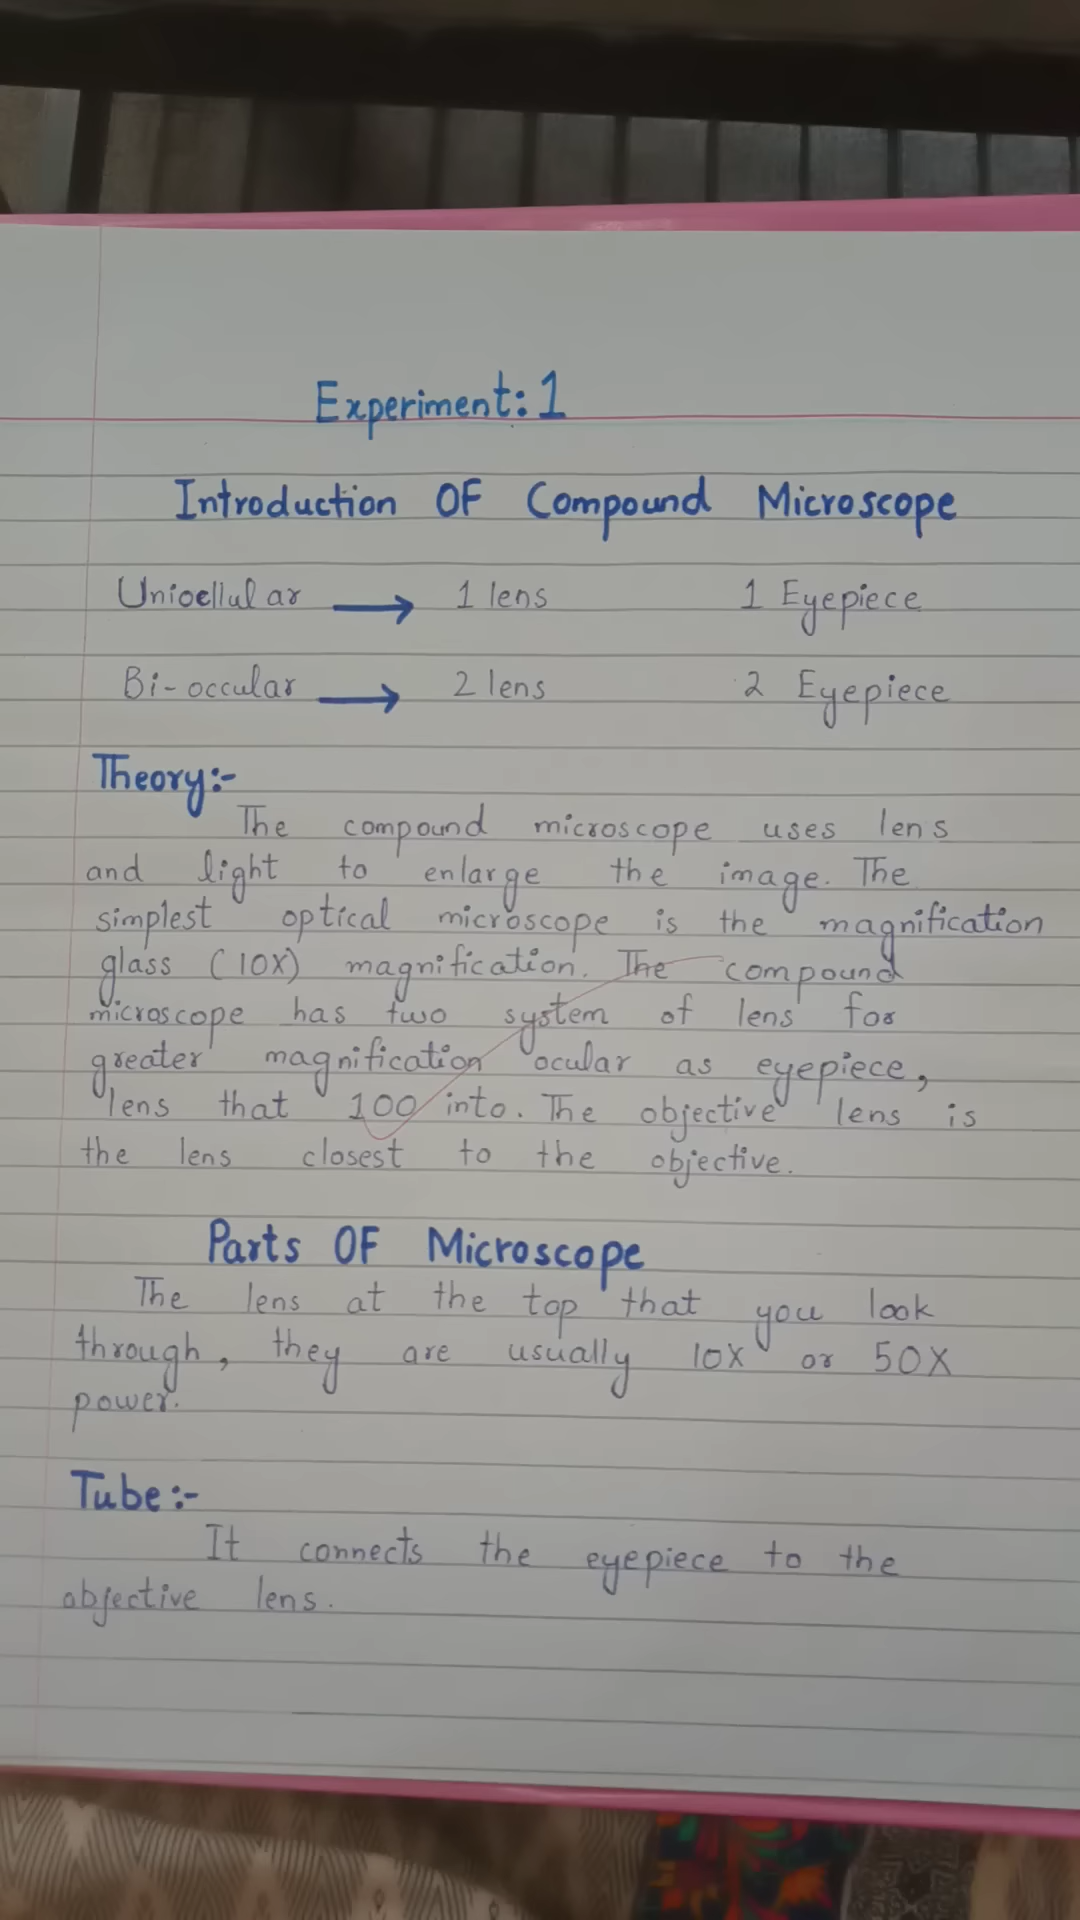 Experiment: 1
Introduction OF Compound Microscope
Uniocllular → 1 lens 1 Eyepiece
Bi-occular → 2 lens 2 Eyepiece
Theory:-
The compound microscope uses lens
and light to enlarge the image. The
simplest optical microscope is the magnification
glass (10X) magnification. The compound
microscope has two system of lens for
greater magnification ocular as eyepiece,
lens that 100 into. The objective lens is
the lens closest to the objective.
Parts OF Microscope
The lens at the top that you look
through, they are usually 10X or 50X
power.
Tube:-
It connects the eyepiece to the
objective lens.